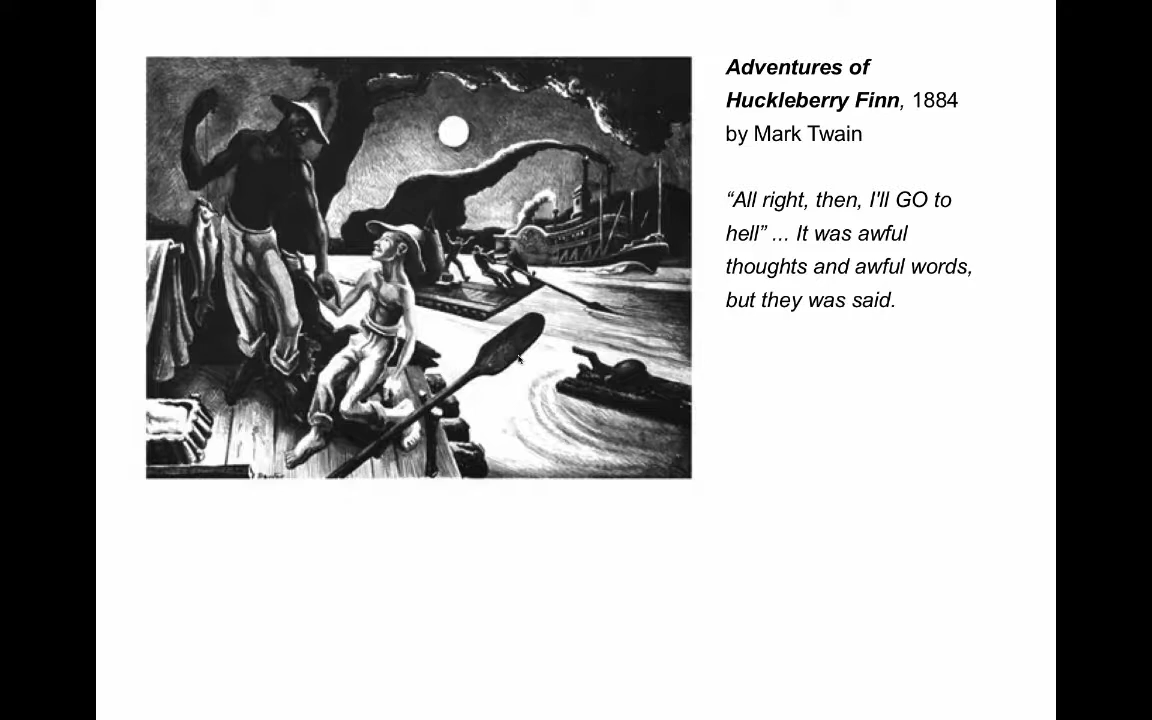 Adventures of
Huckleberry Finn, 1884
by Mark Twain
“All right, then, I'll GO to
hell” ... It was awful
thoughts and awful words,
but they was said.